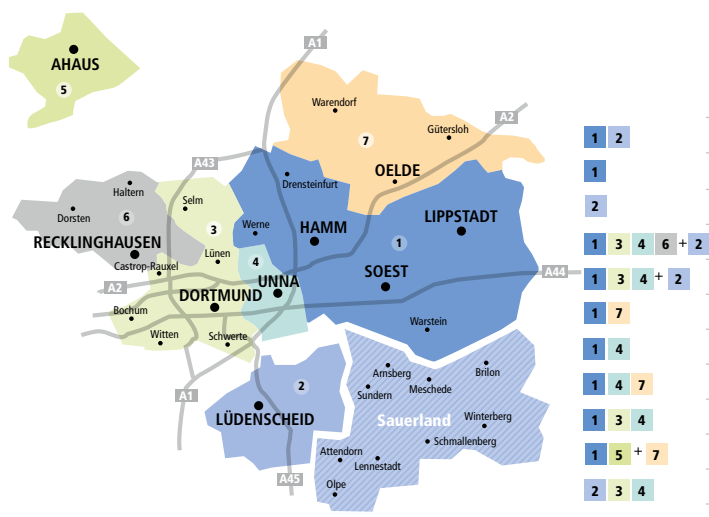 A1
AHAUS
5
Warendorf
A2
Gütersloh
7
1 2
A43
OELDE
1
Drensteinfurt
Haltern
Selm
2
Dorsten
6
LIPPSTADT
Werne
HAMM
3
1
RECKLINGHAUSEN
1 3 4 6 + 2
Lünen
4
Castrop-Rauxel
SOEST
A44
1 3 4 + 2
UNNA
A2
DORTMUND
Bochum
1 7
Warstein
Witten
Schwerte
1 4
Arnsberg
Brilon
2
Meschede
1 4 7
A1
Sundern
LÜDENSCHEID
Sauerland
Winterberg
1 3 4
Schmallenberg
Attendorn
1 5 + 7
Lennestadt
A45
Olpe
2 3 4